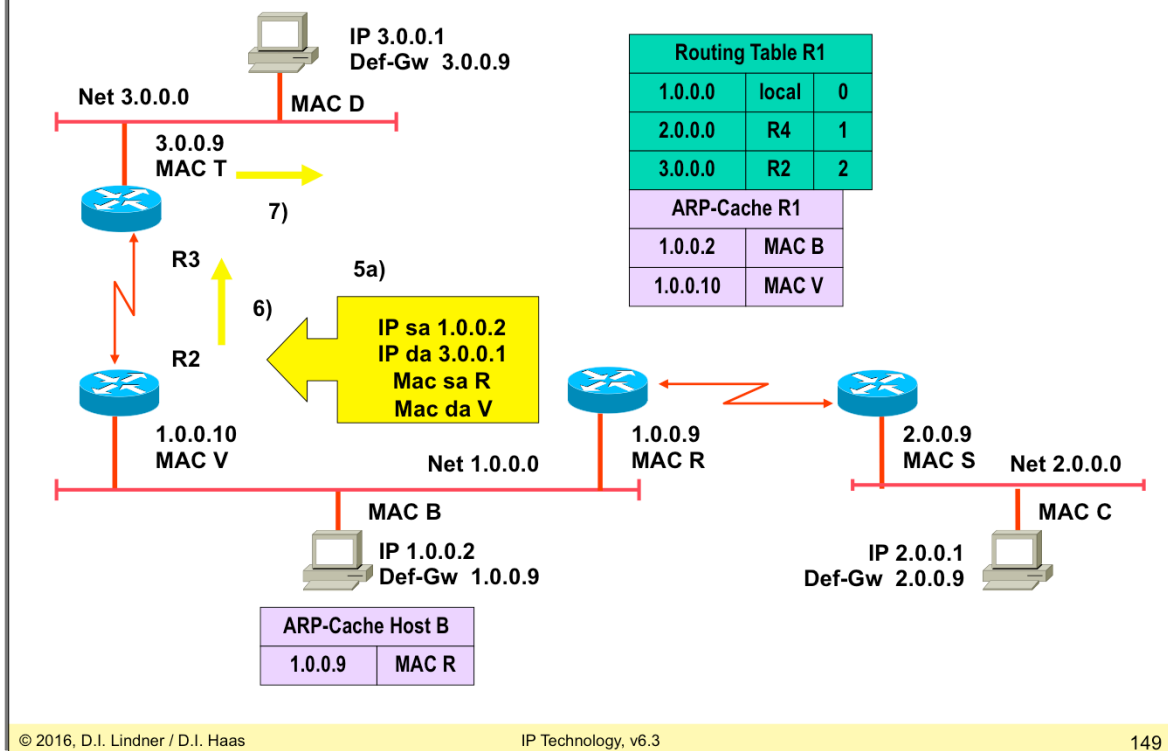 IP 3.0.0.1
Def-Gw 3.0.0.9
Net 3.0.0.0
MAC D
3.0.0.9
MAC T
7)
R3
5a)
6)
IP sa 1.0.0.2
IP da 3.0.0.1
Mac sa R
Mac da V
R2
1.0.0.10
MAC V
Net 1.0.0.0
1.0.0.9
MAC R
2.0.0.9
MAC S
Net 2.0.0.0
MAC B
MAC C
IP 1.0.0.2
Def-Gw 1.0.0.9
IP 2.0.0.1
Def-Gw 2.0.0.9
Routing Table R1
1.0.0.0 local 0
2.0.0.0 R4 1
3.0.0.0 R2 2
ARP-Cache R1
1.0.0.2 MAC B
1.0.0.10 MAC V
ARP-Cache Host B
1.0.0.9 MAC R
© 2016, D.I. Lindner / D.I. Haas
IP Technology, v6.3
149